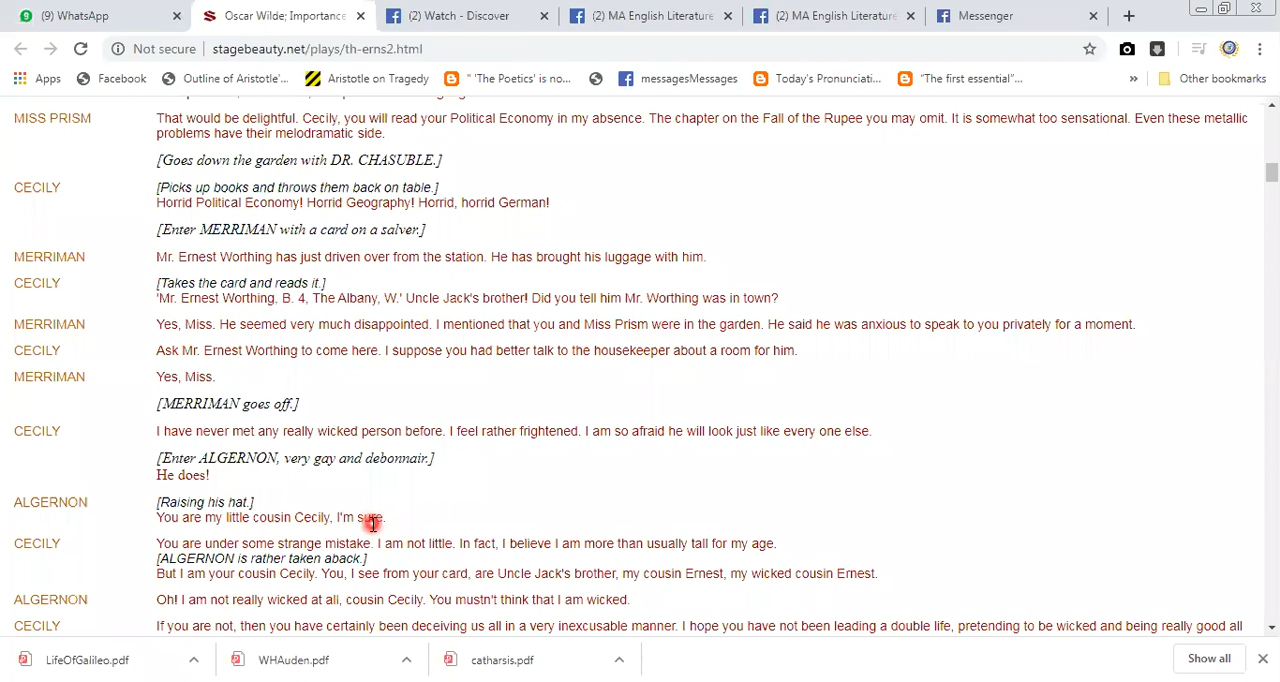 (9) WhatsApp
Oscar Wilde; Importance
(2) Watch - Discover
(2) MA English Literature
(2) MA English Literature
Messenger
Not secure | stagebeauty.net/plays/th-erns2.html
Apps
Facebook
Outline of Aristotle'...
Aristotle on Tragedy
" 'The Poetics' is no...
messagesMessages
Today's Pronunciati...
"The first essential"...
»
Other bookmarks
MISS PRISM
That would be delightful. Cecily, you will read your Political Economy in my absence. The chapter on the Fall of the Rupee you may omit. It is somewhat too sensational. Even these metallic
problems have their melodramatic side.
[Goes down the garden with DR. CHASUBLE.]
CECILY
[Picks up books and throws them back on table.]
Horrid Political Economy! Horrid Geography! Horrid, horrid German!
[Enter MERRIMAN with a card on a salver.]
MERRIMAN
Mr. Ernest Worthing has just driven over from the station. He has brought his luggage with him.
CECILY
[Takes the card and reads it.]
'Mr. Ernest Worthing, B. 4, The Albany, W.' Uncle Jack's brother! Did you tell him Mr. Worthing was in town?
MERRIMAN
Yes, Miss. He seemed very much disappointed. I mentioned that you and Miss Prism were in the garden. He said he was anxious to speak to you privately for a moment.
CECILY
Ask Mr. Ernest Worthing to come here. I suppose you had better talk to the housekeeper about a room for him.
MERRIMAN
Yes, Miss.
[MERRIMAN goes off.]
CECILY
I have never met any really wicked person before. I feel rather frightened. I am so afraid he will look just like every one else.
[Enter ALGERNON, very gay and debonnair.]
He does!
ALGERNON
[Raising his hat.]
You are my little cousin Cecily, I'm sure.
CECILY
You are under some strange mistake. I am not little. In fact, I believe I am more than usually tall for my age.
[ALGERNON is rather taken aback.]
But I am your cousin Cecily. You, I see from your card, are Uncle Jack's brother, my cousin Ernest, my wicked cousin Ernest.
ALGERNON
Oh! I am not really wicked at all, cousin Cecily. You mustn't think that I am wicked.
CECILY
If you are not, then you have certainly been deceiving us all in a very inexcusable manner. I hope you have not been leading a double life, pretending to be wicked and being really good all
LifeOfGalileo.pdf
WHAuden.pdf
catharsis.pdf
Show all